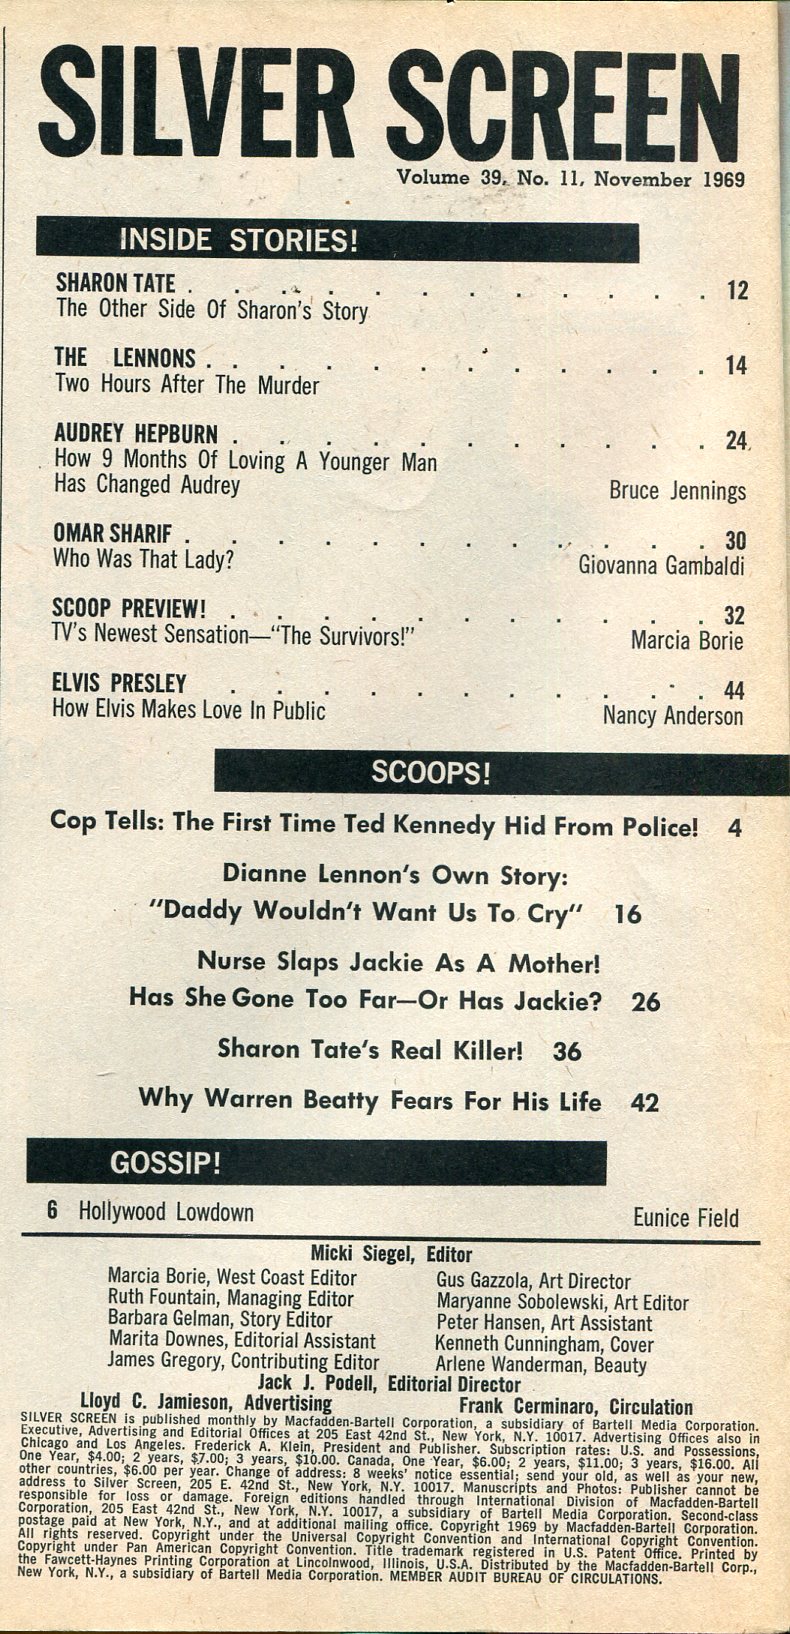 SILVER SCREEN
Volume 39, No. 11, November 1969
INSIDE STORIES!
SHARON TATE . . . . . . . . . . . . 12
The Other Side Of Sharon's Story
THE LENNONS . . . . . . . . . . . . 14
Two Hours After The Murder
AUDREY HEPBURN . . . . . . . . . . . 24
How 9 Months Of Loving A Younger Man
Has Changed Audrey Bruce Jennings
OMAR SHARIF . . . . . . . . . . . . 30
Who Was That Lady? Giovanna Gambaldi
SCOOP PREVIEW! . . . . . . . . . . . 32
TV's Newest Sensation—"The Survivors!" Marcia Borie
ELVIS PRESLEY . . . . . . . . . . . 44
How Elvis Makes Love In Public Nancy Anderson
SCOOPS!
Cop Tells: The First Time Ted Kennedy Hid From Police! 4
Dianne Lennon's Own Story:
"Daddy Wouldn't Want Us To Cry" 16
Nurse Slaps Jackie As A Mother!
Has She Gone Too Far—Or Has Jackie? 26
Sharon Tate's Real Killer! 36
Why Warren Beatty Fears For His Life 42
GOSSIP!
6 Hollywood Lowdown Eunice Field
Micki Siegel, Editor
Marcia Borie, West Coast Editor Gus Gazzola, Art Director
Ruth Fountain, Managing Editor Maryanne Sobolewski, Art Editor
Barbara Gelman, Story Editor Peter Hansen, Art Assistant
Marita Downes, Editorial Assistant Kenneth Cunningham, Cover
James Gregory, Contributing Editor Arlene Wanderman, Beauty
Jack J. Podell, Editorial Director
Lloyd C. Jamieson, Advertising Frank Cerminaro, Circulation
SILVER SCREEN is published monthly by Macfadden-Bartell Corporation, a subsidiary of Bartell Media Corporation.
Executive, Advertising and Editorial Offices at 205 East 42nd St., New York, N.Y. 10017. Advertising Offices also in
Chicago and Los Angeles. Frederick A. Klein, President and Publisher. Subscription rates: U.S. and Possessions,
One Year, $4.00; 2 years, $7.00; 3 years, $10.00. Canada, One Year, $6.00; 2 years, $11.00; 3 years, $16.00. All
other countries, $6.00 per year. Change of address: 8 weeks' notice essential; send your old, as well as your new,
address to Silver Screen, 205 E. 42nd St., New York, N.Y. 10017. Manuscripts and Photos: Publisher cannot be
responsible for loss or damage. Foreign editions handled through International Division of Macfadden-Bartell
Corporation, 205 East 42nd St., New York, N.Y. 10017, a subsidiary of Bartell Media Corporation. Second-class
postage paid at New York, N.Y., and at additional mailing office. Copyright 1969 by Macfadden-Bartell Corporation.
All rights reserved. Copyright under the Universal Copyright Convention and International Copyright Convention.
Copyright under Pan American Copyright Convention. Title trademark registered in U.S. Patent Office. Printed by
the Fawcett-Haynes Printing Corporation at Lincolnwood, Illinois, U.S.A. Distributed by the Macfadden-Bartell Corp.,
New York, N.Y., a subsidiary of Bartell Media Corporation. MEMBER AUDIT BUREAU OF CIRCULATIONS.